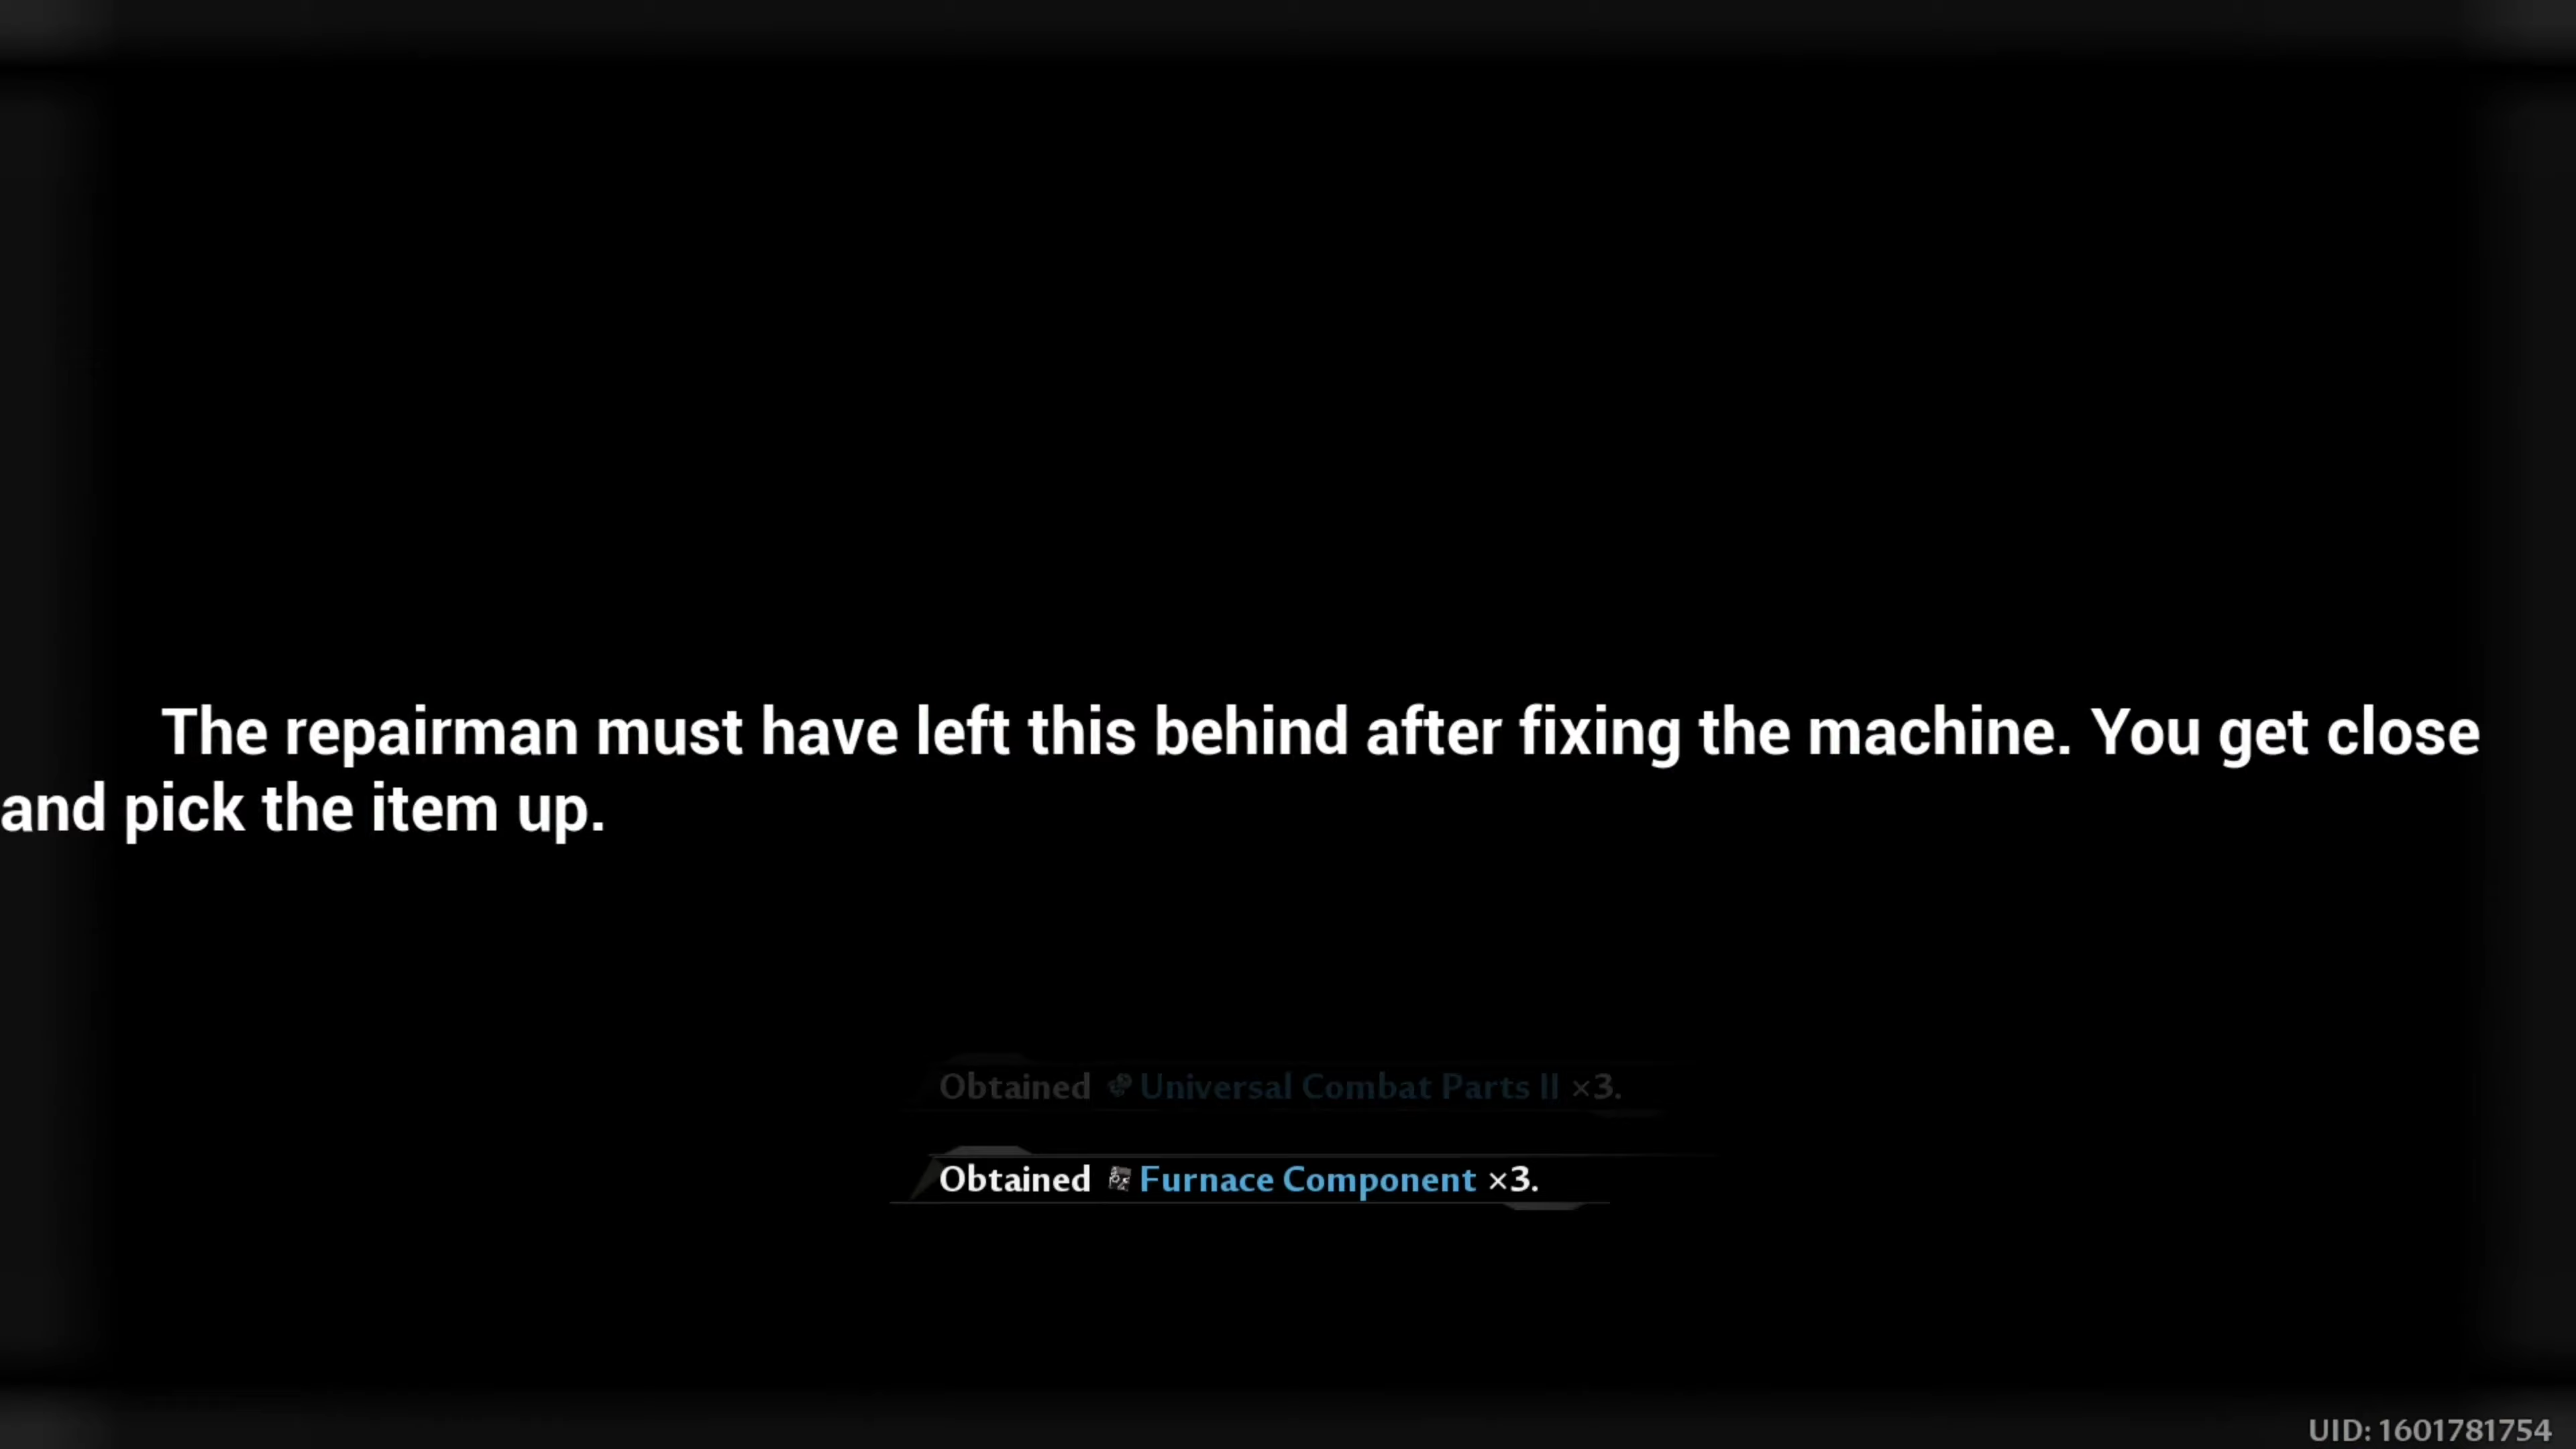 The repairman must have left this behind after fixing the machine. You get close
and pick the item up.
Obtained Universal Combat Parts II ×3.
Obtained Furnace Component ×3.
UID: 1601781754